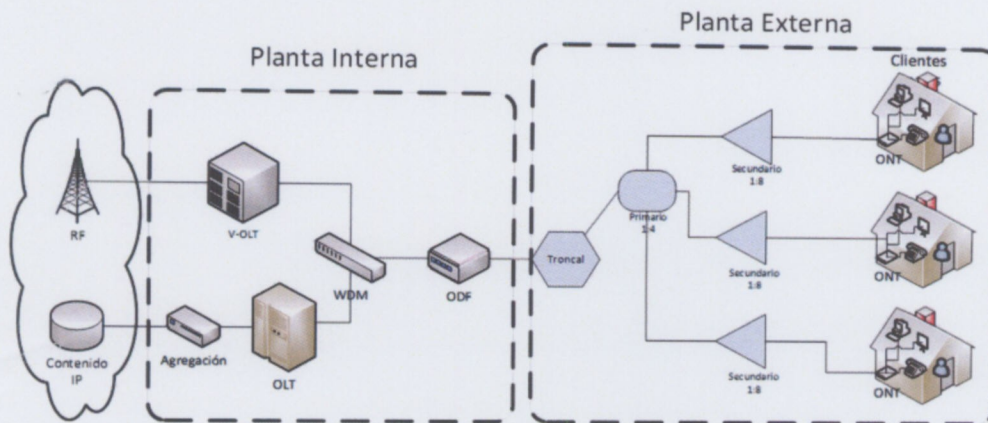 Planta Interna
Planta Externa
Clientes
RF
V-OLT
WDM
ODF
Contenido
IP
Agregación
OLT
Troncal
Primario
1:4
Secundario
1:8
ONT
Secundario
1:8
ONT
Secundario
1:8
ONT